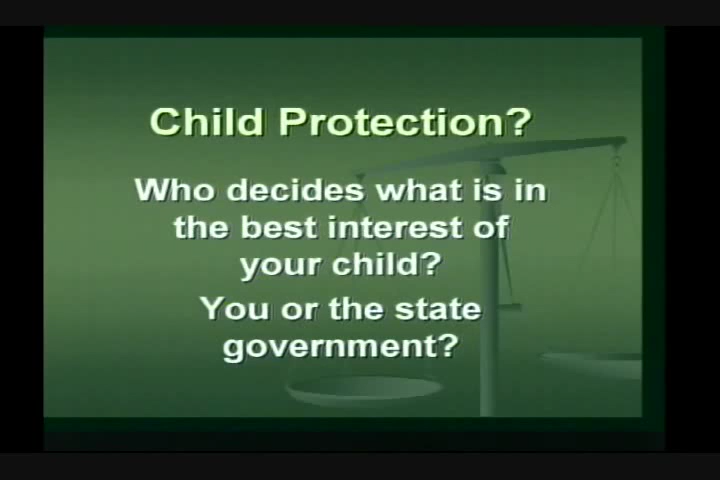 Child Protection?
Who decides what is in
the best interest of
your child?
You or the state
government?